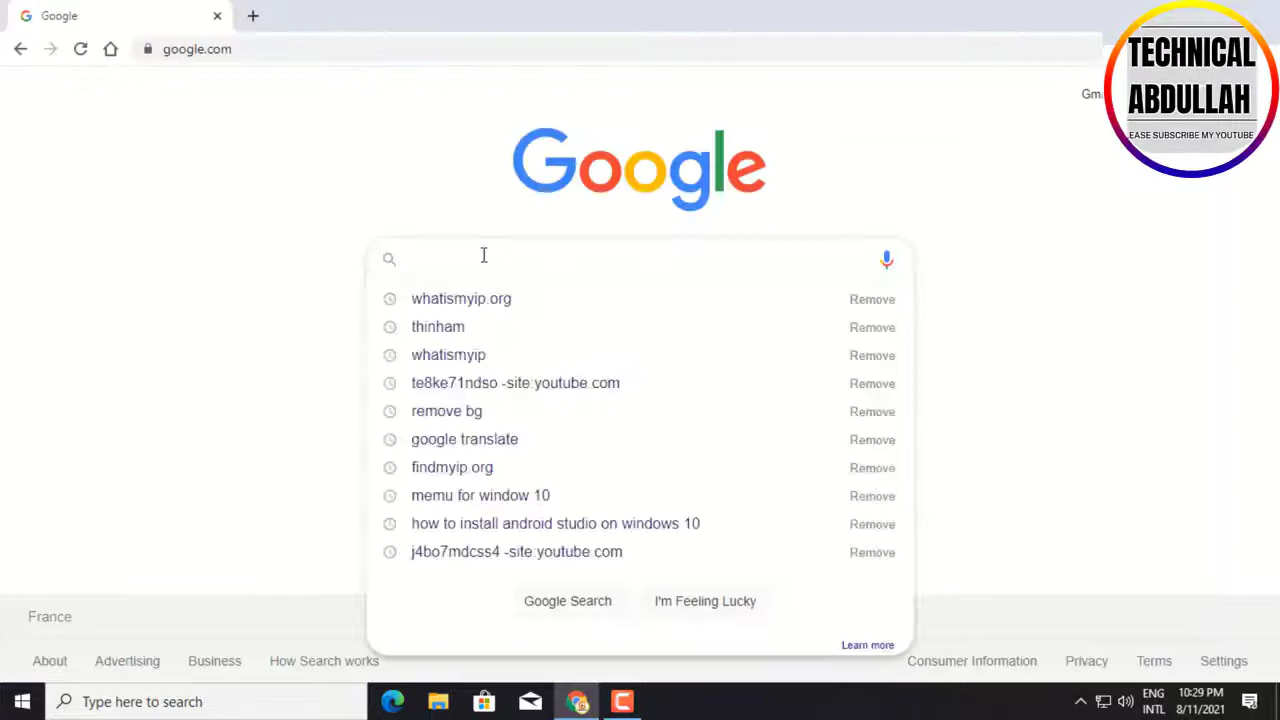 Google
google.com
Gm
TECHNICAL
ABDULLAH
EASE SUBSCRIBE MY YOUTUBE
Google
whatismyip.org Remove
thinham Remove
whatismyip Remove
te8ke71ndso -site:youtube.com Remove
remove bg Remove
google translate Remove
findmyip.org Remove
memu for window 10 Remove
how to install android studio on windows 10 Remove
j4bo7mdcss4 -site:youtube.com Remove
Google Search I'm Feeling Lucky
Learn more
France
About Advertising Business How Search works Consumer Information Privacy Terms Settings
Type here to search
ENG 10:29 PM
INTL 8/11/2021